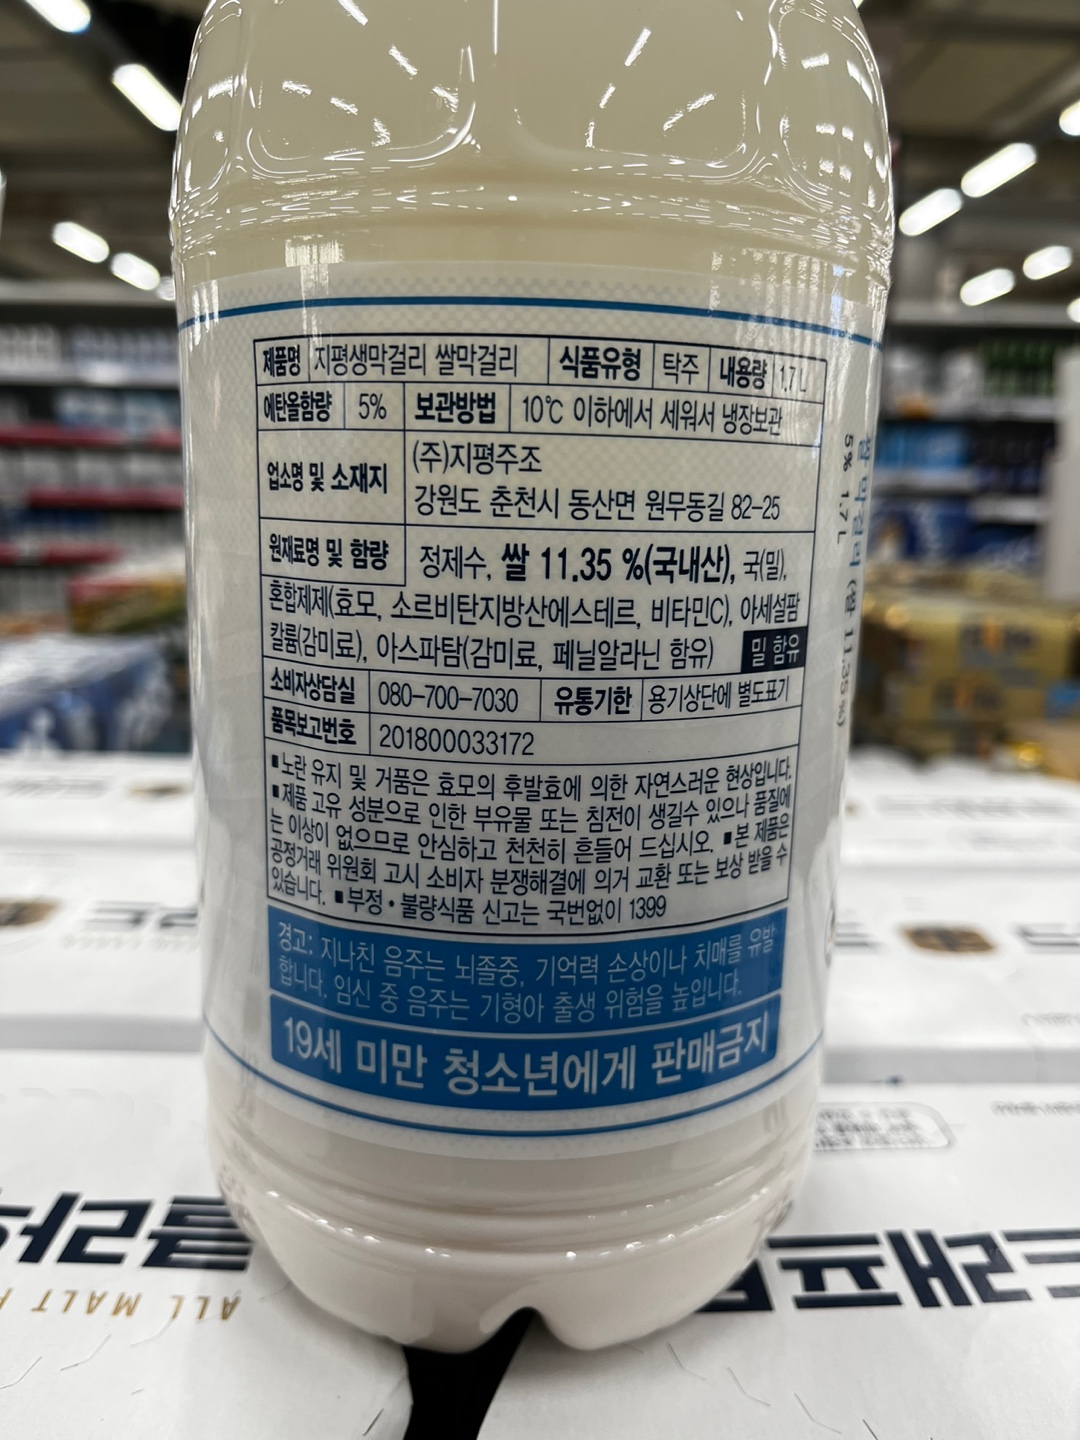 제품명 지평생막걸리 쌀막걸리 식품유형 탁주 내용량 1.7L
에탄올함량 5% 보관방법 10℃ 이하에서 세워서 냉장보관
업소명 및 소재지 (주)지평주조
강원도 춘천시 동산면 원무동길 82-25
원재료명 및 함량 정제수, 쌀 11.35 %(국내산), 국(밀),
혼합제제(효모, 소르비탄지방산에스테르, 비타민C), 아세설팜
칼륨(감미료), 아스파탐(감미료, 페닐알라닌 함유) 밀 함유
소비자상담실 080-700-7030 유통기한 용기상단에 별도표기
품목보고번호 201800033172
▪노란 유지 및 거품은 효모의 후발효에 의한 자연스러운 현상입니다.
▪제품 고유 성분으로 인한 부유물 또는 침전이 생길수 있으나 품질에
는 이상이 없으므로 안심하고 천천히 흔들어 드십시오. ▪본 제품은
공정거래 위원회 고시 소비자 분쟁해결에 의거 교환 또는 보상 받을 수
있습니다. ▪부정•불량식품 신고는 국번없이 1399
경고: 지나친 음주는 뇌졸중, 기억력 손상이나 치매를 유발
합니다. 임신 중 음주는 기형아 출생 위험을 높입니다.
19세 미만 청소년에게 판매금지
쌀막걸리 (쌀 11.35%)
5% 1.7L
ALL MALT